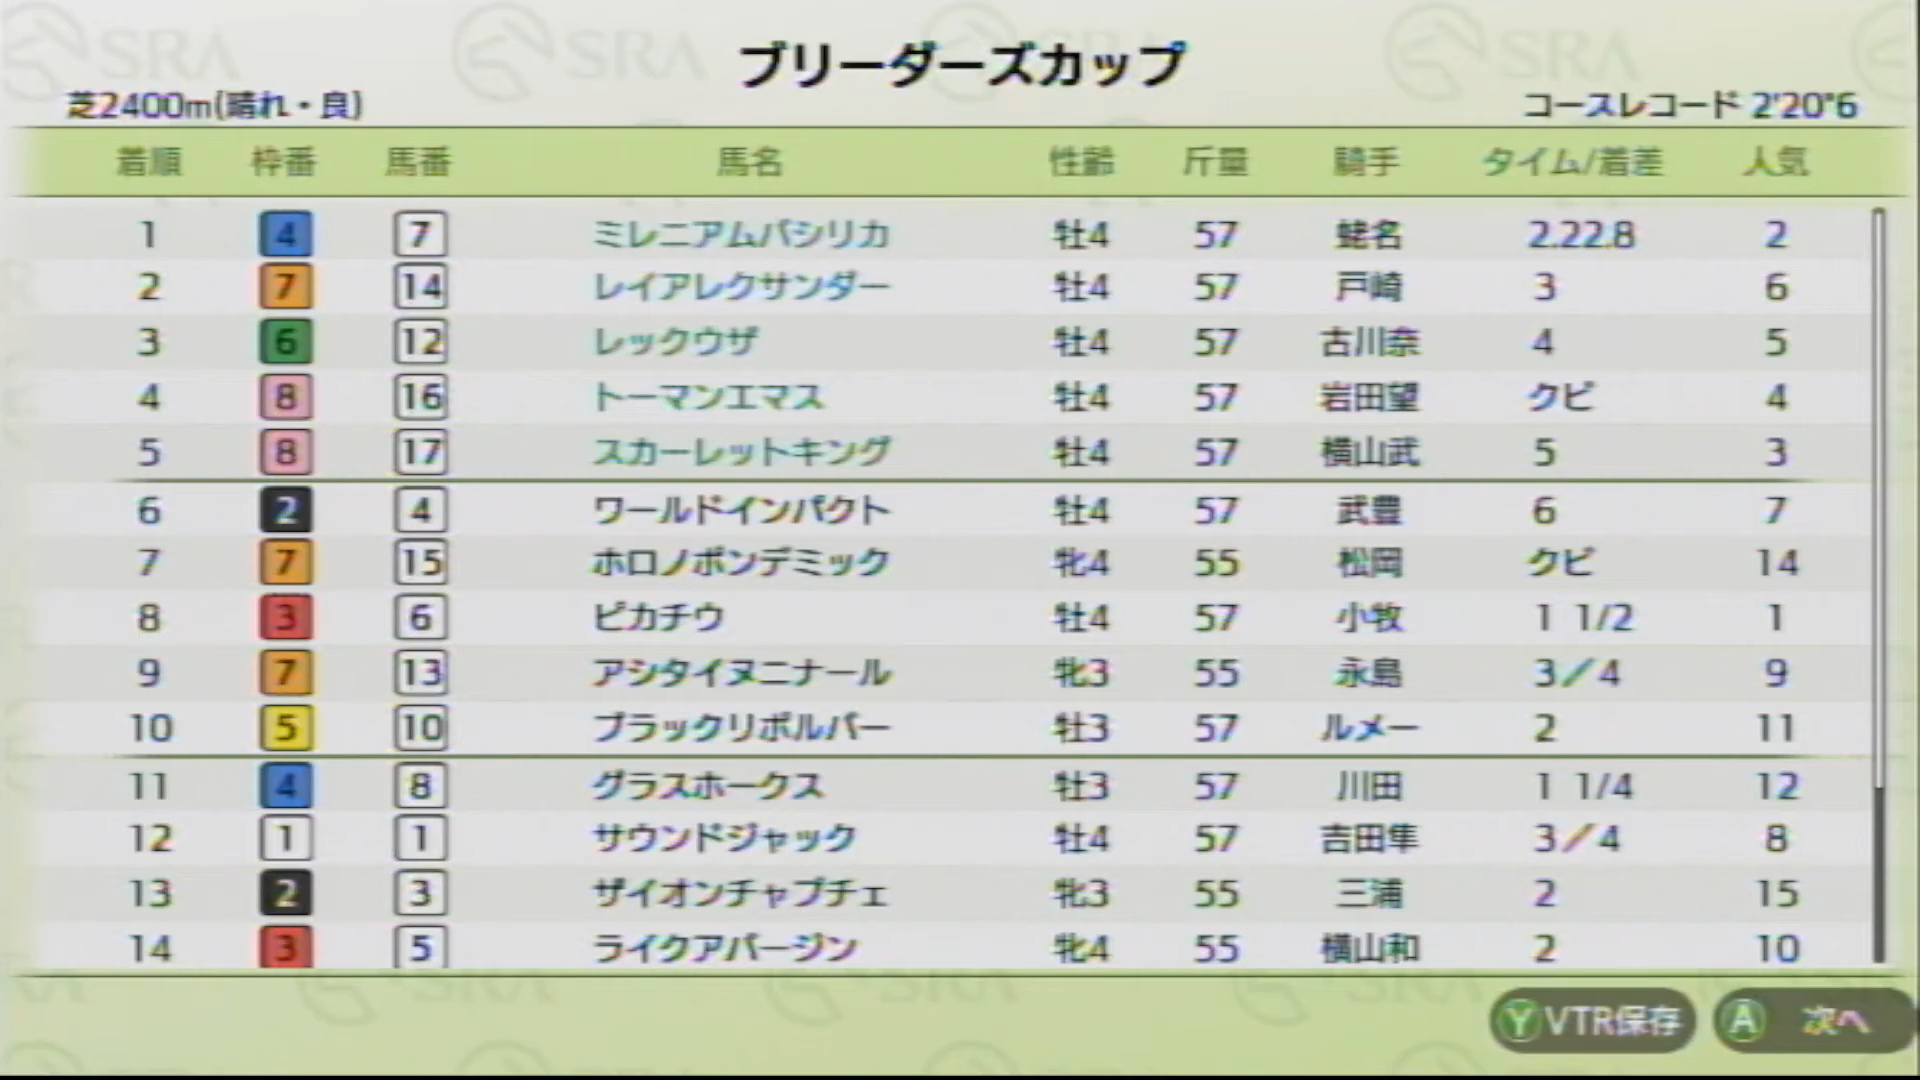 ブリーダーズカップ
芝2400m(晴れ・良)
コースレコード 2'20"6
着順 枠番 馬番 馬名 性齢 斤量 騎手 タイム/着差 人気
1 4 7 ミレニアムバシリカ 牡4 57 蛯名 2.22.8 2
2 7 14 レイアレクサンダー 牡4 57 戸崎 3 6
3 6 12 レックウザ 牡4 57 古川奈 4 5
4 8 16 トーマンエマス 牡4 57 岩田望 クビ 4
5 8 17 スカーレットキング 牡4 57 横山武 5 3
6 2 4 ワールドインパクト 牡4 57 武豊 6 7
7 7 15 ホロノポンデミック 牝4 55 松岡 クビ 14
8 3 6 ピカチウ 牡4 57 小牧 1 1/2 1
9 7 13 アシタイヌニナール 牝3 55 永島 3/4 9
10 5 10 ブラックリボルバー 牡3 57 ルメー 2 11
11 4 8 グラスホークス 牡3 57 川田 1 1/4 12
12 1 1 サウンドジャック 牡4 57 吉田隼 3/4 8
13 2 3 ザイオンチャプチェ 牝3 55 三浦 2 15
14 3 5 ライクアバージン 牝4 55 横山和 2 10
Y VTR保存 A 次へ